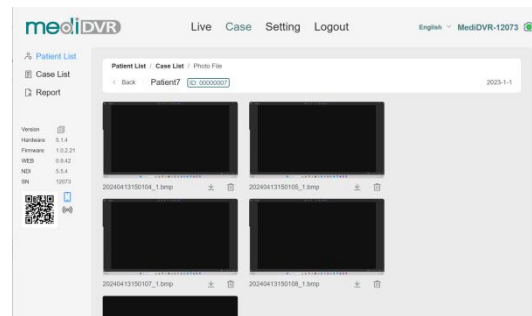 mediDVR
Live Case Setting Logout
English MediDVR-12073
Patient List
Case List
Report
Patient List / Case List / Photo File
< Back Patient7 ID: 00000007
2023-1-1
Version
Hardware 5.1.4
Firmware 1.0.2.21
WEB 0.9.42
NDI 5.5.4
SN 12073
20240413150104_1.bmp
20240413150105_1.bmp
20240413150107_1.bmp
20240413150108_1.bmp